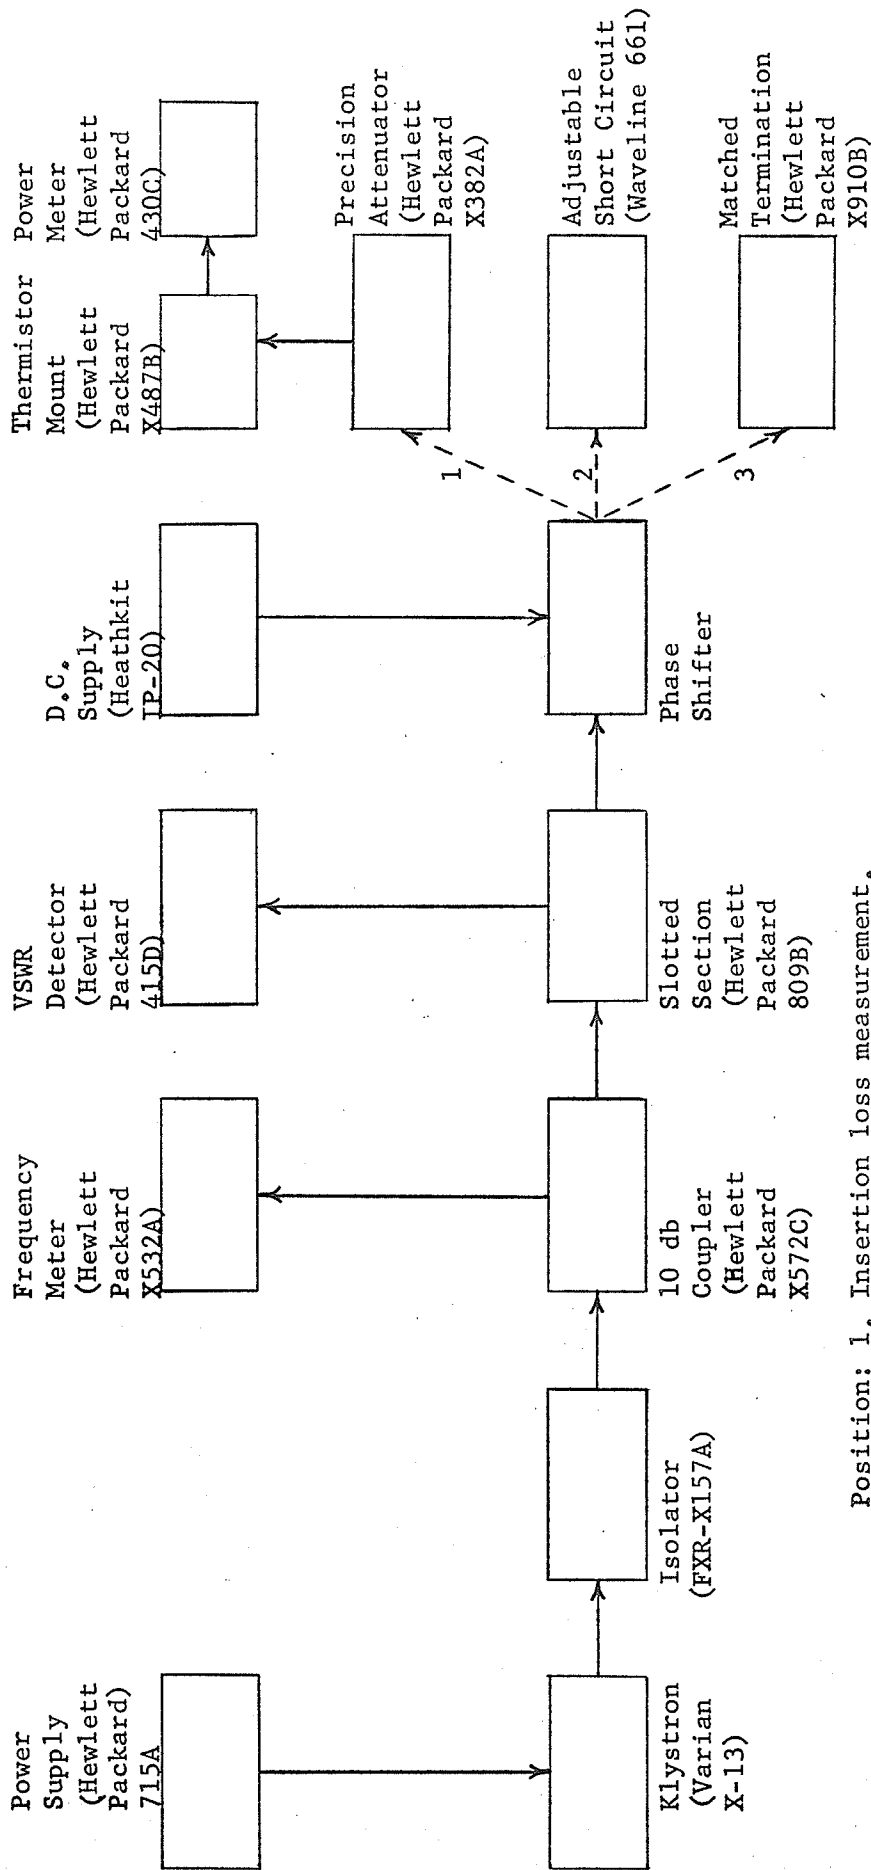 Power
Supply
(Hewlett
Packard)
715A
Frequency
Meter
(Hewlett
Packard
X532A)
VSWR
Detector
(Hewlett
Packard
415D)
D.C.
Supply
(Heathkit
IP-20)
Thermistor
Mount
(Hewlett
Packard
X487B)
Power
Meter
(Hewlett
Packard
430C)
Precision
Attenuator
(Hewlett
Packard
X382A)
Adjustable
Short Circuit
(Waveline 661)
Matched
Termination
(Hewlett
Packard
X910B)
1
2
3
Klystron
(Varian
X-13)
Isolator
(FXR-X157A)
10 db
Coupler
(Hewlett
Packard
X572C)
Slotted
Section
(Hewlett
Packard
809B)
Phase
Shifter
Position: 1. Insertion loss measurement.